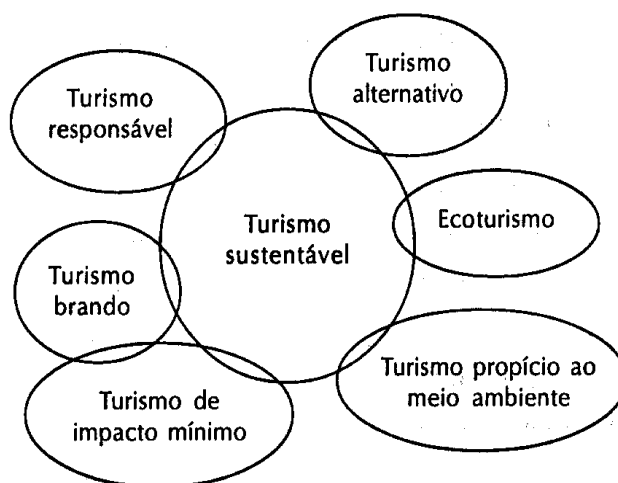 Turismo
alternativo
Turismo
responsável
Turismo
sustentável
Ecoturismo
Turismo
brando
Turismo propício ao
meio ambiente
Turismo de
impacto mínimo